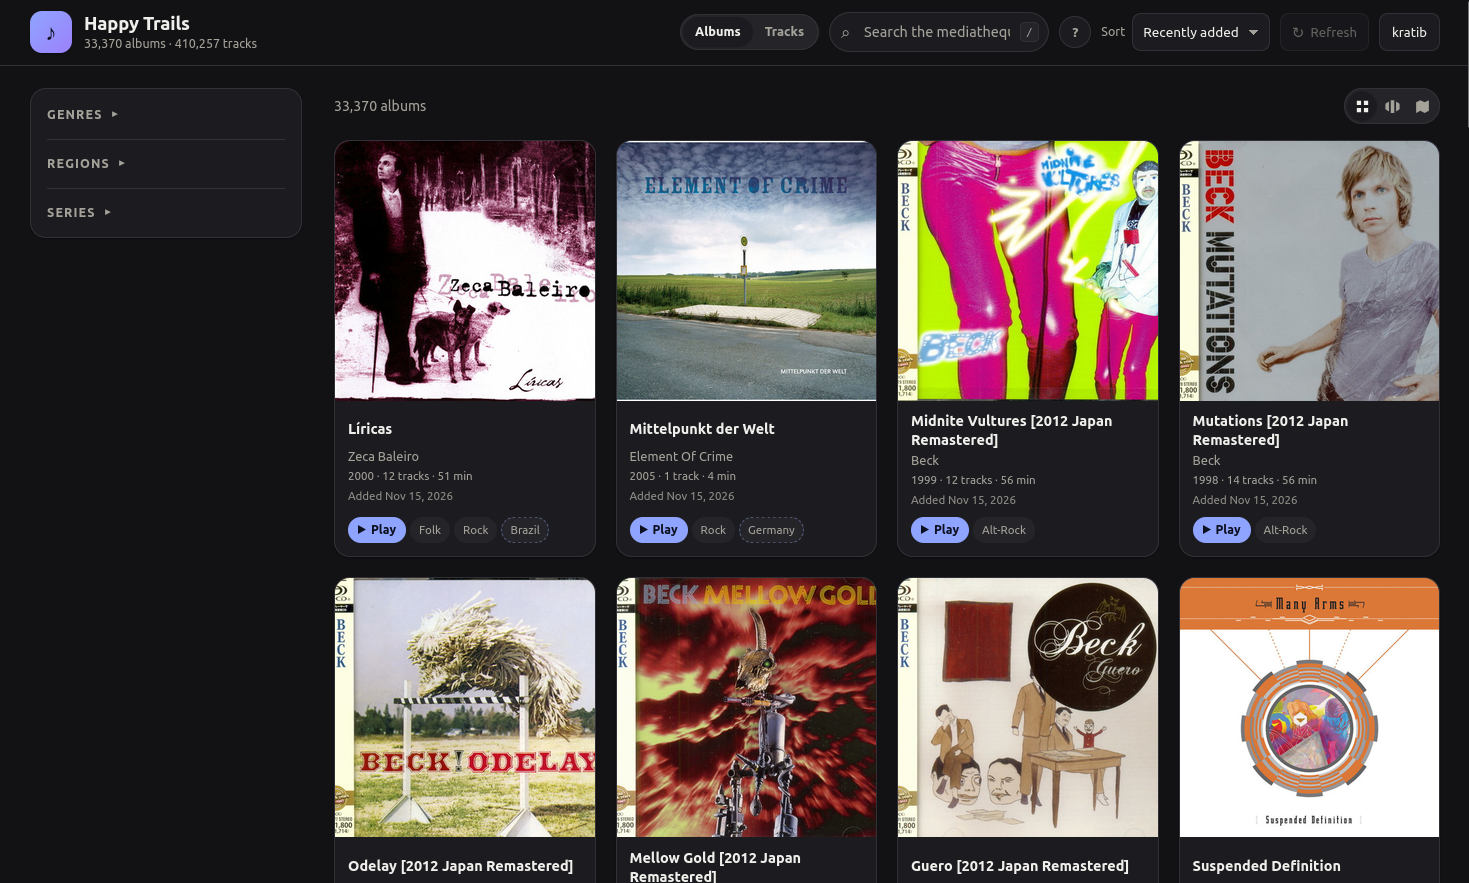 Happy Trails
33,370 albums · 410,257 tracks
Albums
Tracks
Search the mediathequ
/
?
Sort
Recently added
Refresh
kratib
GENRES
REGIONS
SERIES
33,370 albums
Zeca Baleiro
Líricas
ELEMENT OF CRIME
MITTELPUNKT DER WELT
BECK
MIDNITE VULTURES
BECK
BECK
BECK MUTATIONS
Líricas
Zeca Baleiro
2000 · 12 tracks · 51 min
Added Nov 15, 2026
Play
Folk
Rock
Brazil
Mittelpunkt der Welt
Element Of Crime
2005 · 1 track · 4 min
Added Nov 15, 2026
Play
Rock
Germany
Midnite Vultures [2012 Japan
Remastered]
Beck
1999 · 12 tracks · 56 min
Added Nov 15, 2026
Play
Alt-Rock
Mutations [2012 Japan
Remastered]
Beck
1998 · 14 tracks · 56 min
Added Nov 15, 2026
Play
Alt-Rock
BECK
BECK! ODELAY
BECK
BECK MELLOW GOLD
BECK
Beck
Guero
Many Arms
Suspended Definition
Odelay [2012 Japan Remastered]
Mellow Gold [2012 Japan
Remastered]
Guero [2012 Japan Remastered]
Suspended Definition